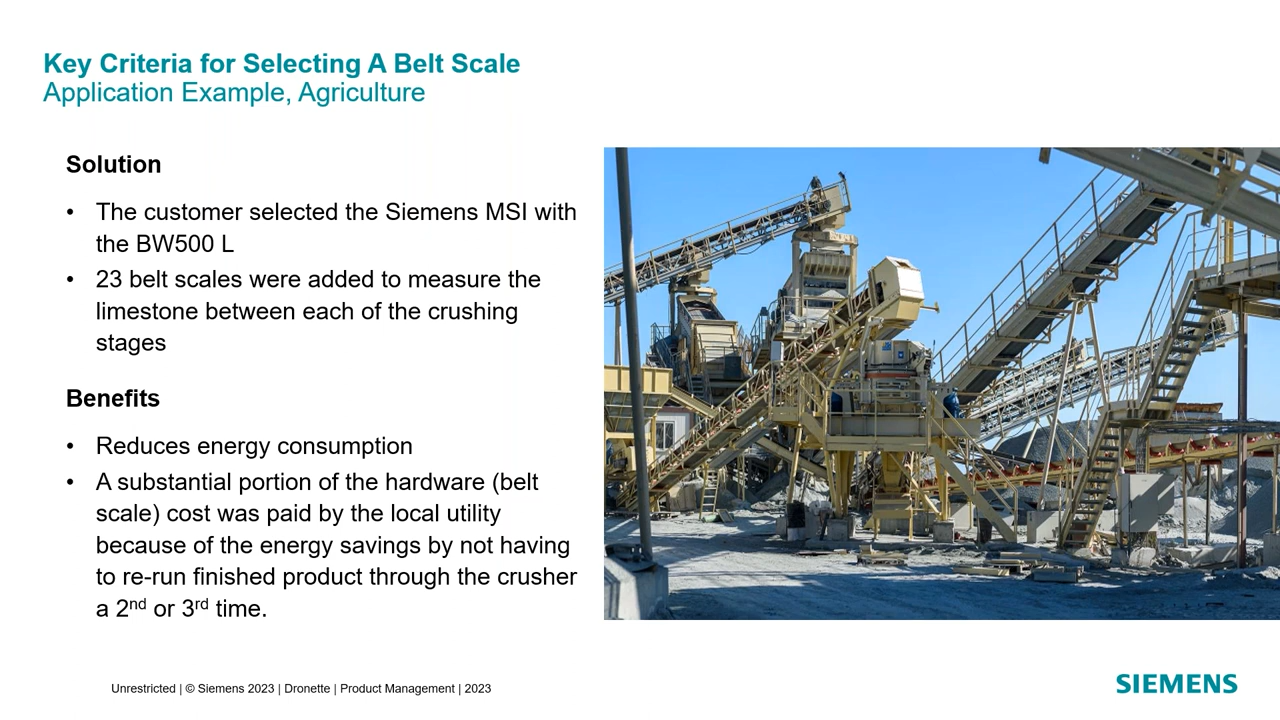 Key Criteria for Selecting A Belt Scale
Application Example, Agriculture
Solution
• The customer selected the Siemens MSI with
the BW500 L
• 23 belt scales were added to measure the
limestone between each of the crushing
stages
Benefits
• Reduces energy consumption
• A substantial portion of the hardware (belt
scale) cost was paid by the local utility
because of the energy savings by not having
to re-run finished product through the crusher
a 2nd or 3rd time.
Unrestricted | © Siemens 2023 | Dronette | Product Management | 2023
SIEMENS